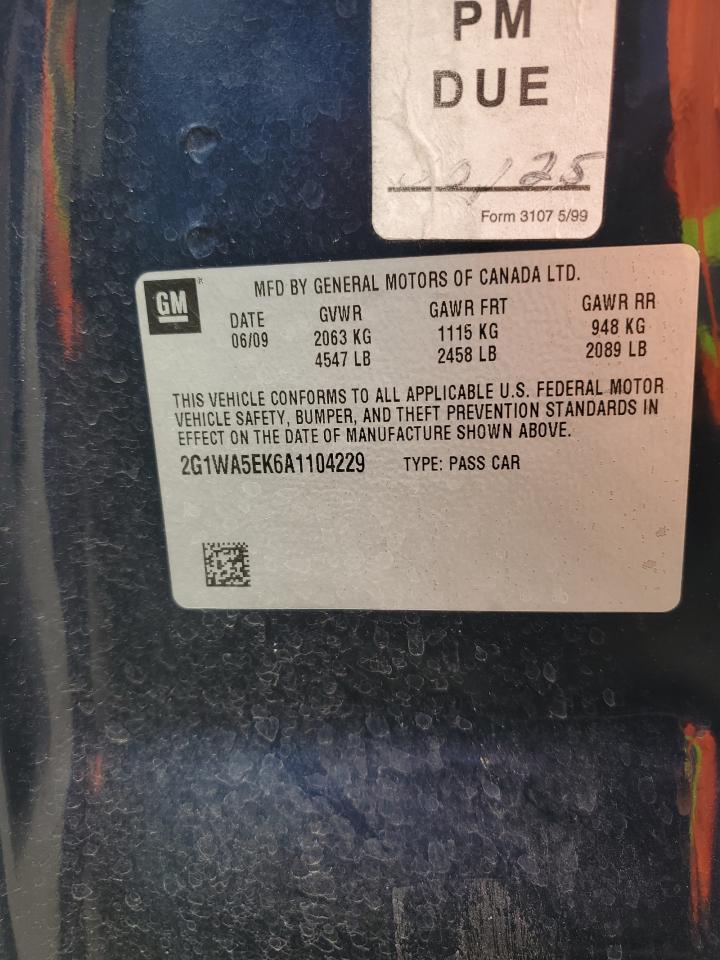 PM
DUE
/25
Form 3107 5/99
GM
MFD BY GENERAL MOTORS OF CANADA LTD.
DATE GVWR GAWR FRT GAWR RR
06/09 2063 KG 1115 KG 948 KG
4547 LB 2458 LB 2089 LB
THIS VEHICLE CONFORMS TO ALL APPLICABLE U.S. FEDERAL MOTOR
VEHICLE SAFETY, BUMPER, AND THEFT PREVENTION STANDARDS IN
EFFECT ON THE DATE OF MANUFACTURE SHOWN ABOVE.
2G1WA5EK6A1104229 TYPE: PASS CAR